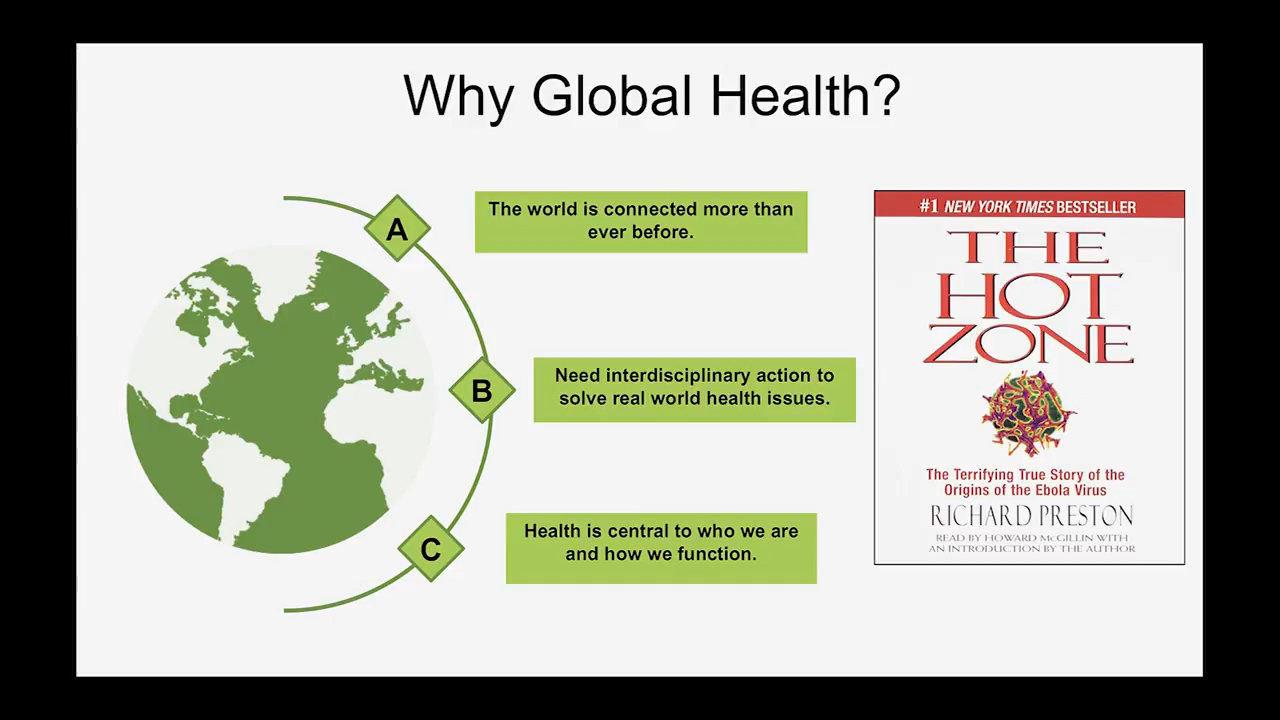 Why Global Health?
A
The world is connected more than
ever before.
B
Need interdisciplinary action to
solve real world health issues.
C
Health is central to who we are
and how we function.
#1 NEW YORK TIMES BESTSELLER
THE
HOT
ZONE
The Terrifying True Story of the
Origins of the Ebola Virus
RICHARD PRESTON
READ BY HOWARD McGILLIN WITH
AN INTRODUCTION BY THE AUTHOR